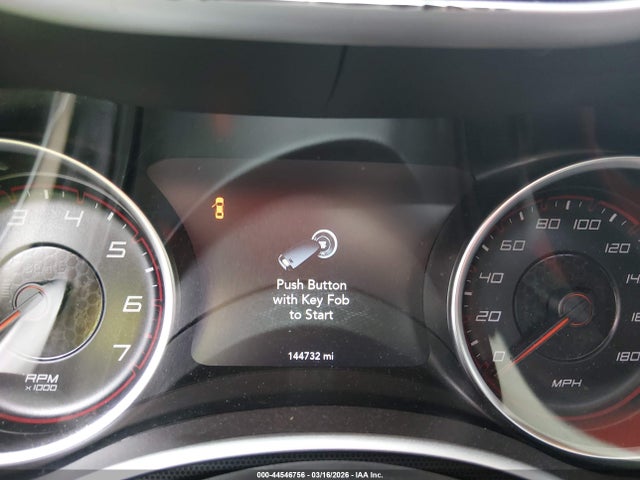 3 4 5 6 7
RPM
x1000
Push Button
with Key Fob
to Start
144732 mi
0 20 40 60 80 100 120 180
MPH
000-44546756 - 03/16/2026 - IAA Inc.